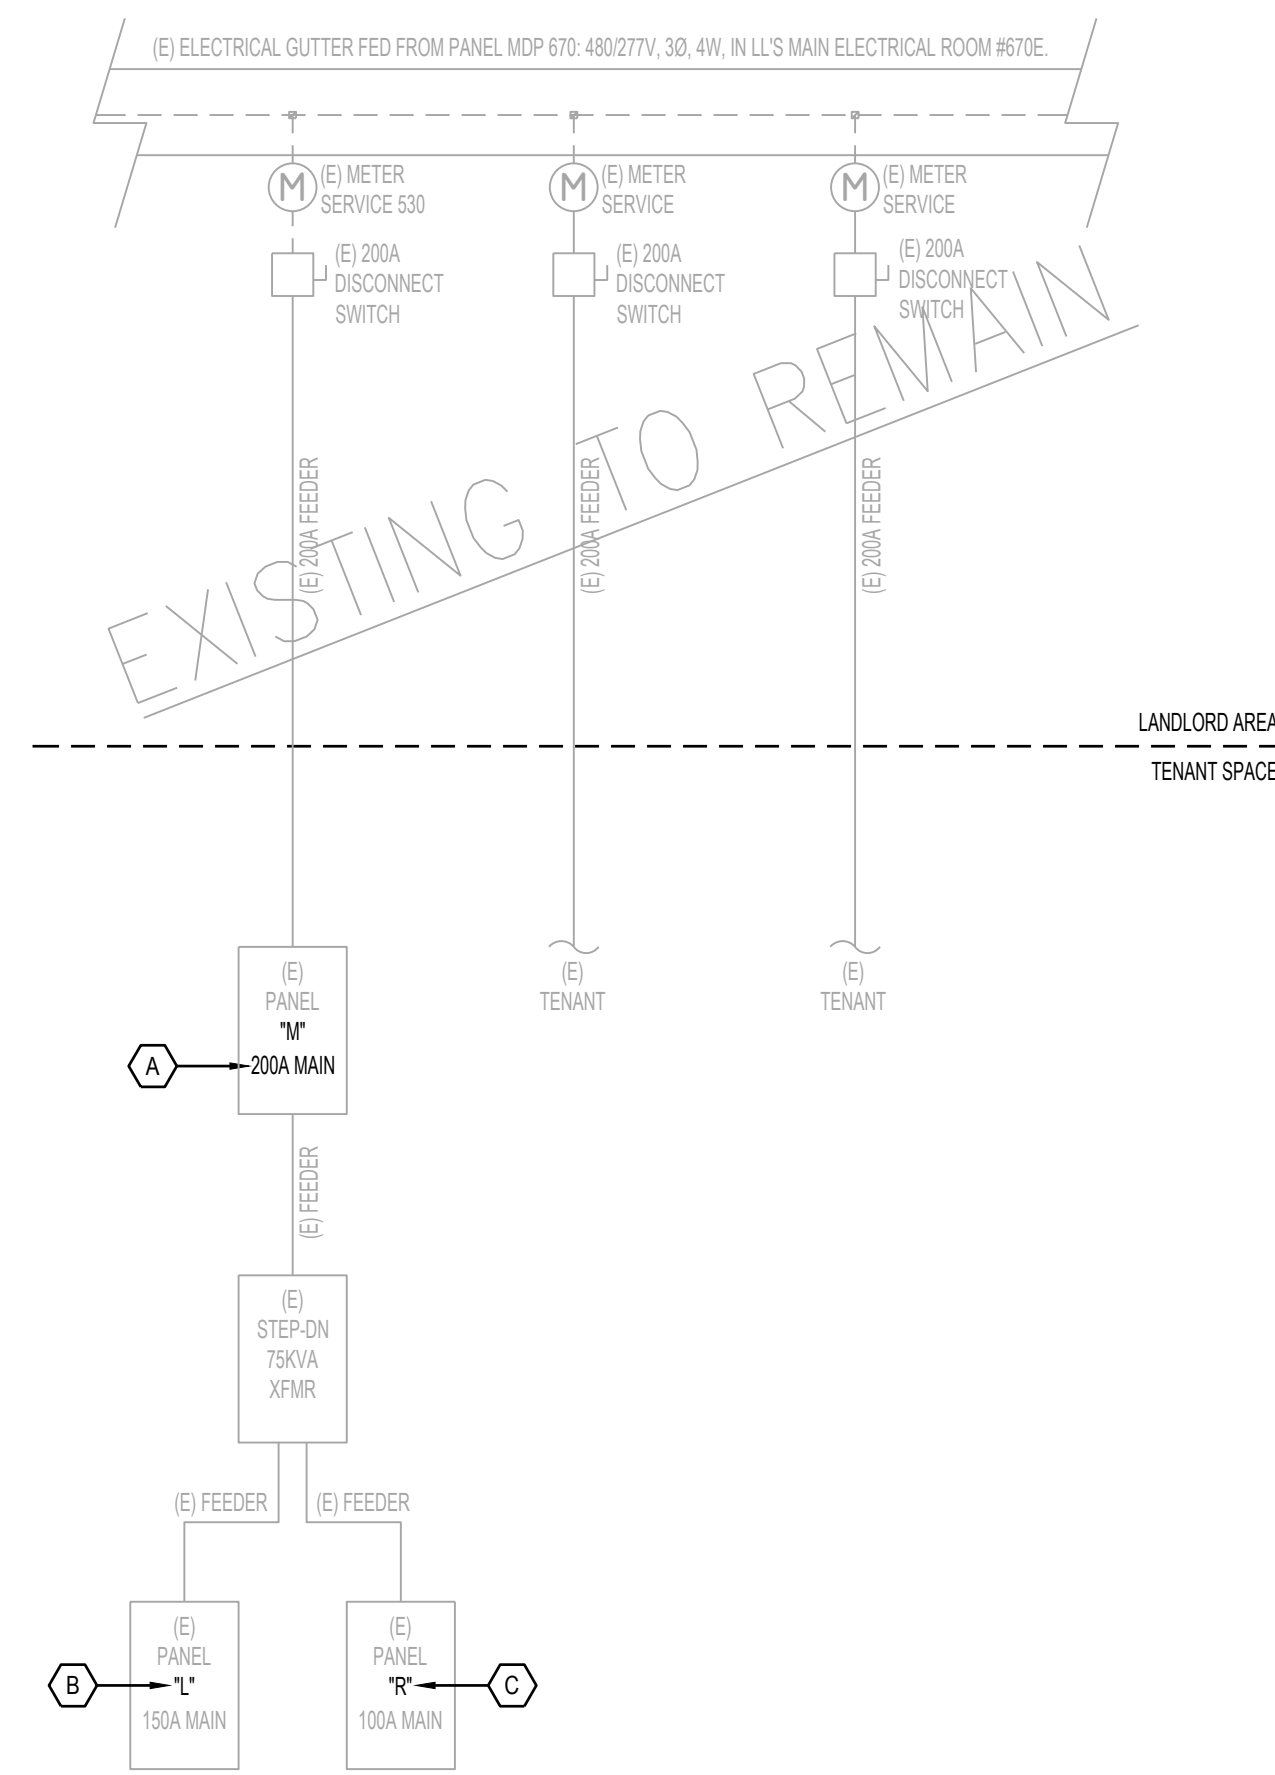 (E) ELECTRICAL GUTTER FED FROM PANEL MDP 670: 480/277V, 3Ø, 4W, IN LL'S MAIN ELECTRICAL ROOM #670E.
M
(E) METER
SERVICE 530
M
(E) METER
SERVICE
M
(E) METER
SERVICE
(E) 200A
DISCONNECT
SWITCH
(E) 200A
DISCONNECT
SWITCH
(E) 200A
DISCONNECT
SWITCH
EXISTING TO REMAIN
(E) 200A FEEDER
(E) 200A FEEDER
(E) 200A FEEDER
LANDLORD AREA
TENANT SPACE
(E)
PANEL
"M"
200A MAIN
A
(E)
TENANT
(E)
TENANT
(E) FEEDER
(E)
STEP-DN
75KVA
XFMR
(E) FEEDER
(E) FEEDER
(E)
PANEL
"L"
150A MAIN
B
(E)
PANEL
"R"
100A MAIN
C